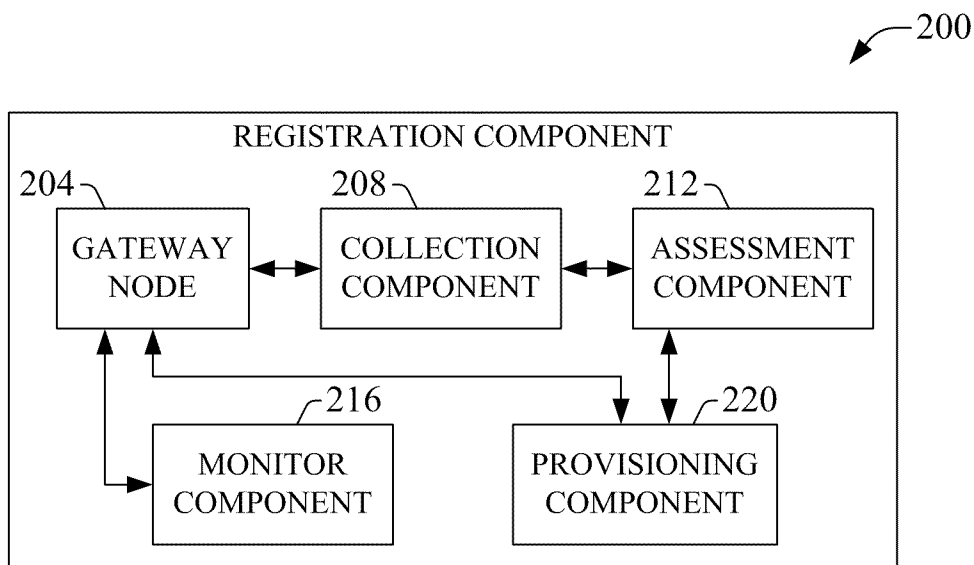 200
REGISTRATION COMPONENT
204
208
212
GATEWAY
NODE
COLLECTION
COMPONENT
ASSESSMENT
COMPONENT
216
220
MONITOR
COMPONENT
PROVISIONING
COMPONENT